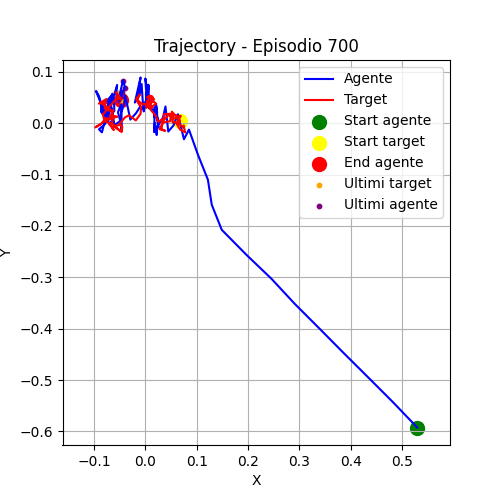 Trajectory - Episodio 700
Agente
Target
Start agente
Start target
End agente
Ultimi target
Ultimi agente
0.1
0.0
−0.1
−0.2
−0.3
−0.4
−0.5
−0.6
Y
−0.1 0.0 0.1 0.2 0.3 0.4 0.5
X